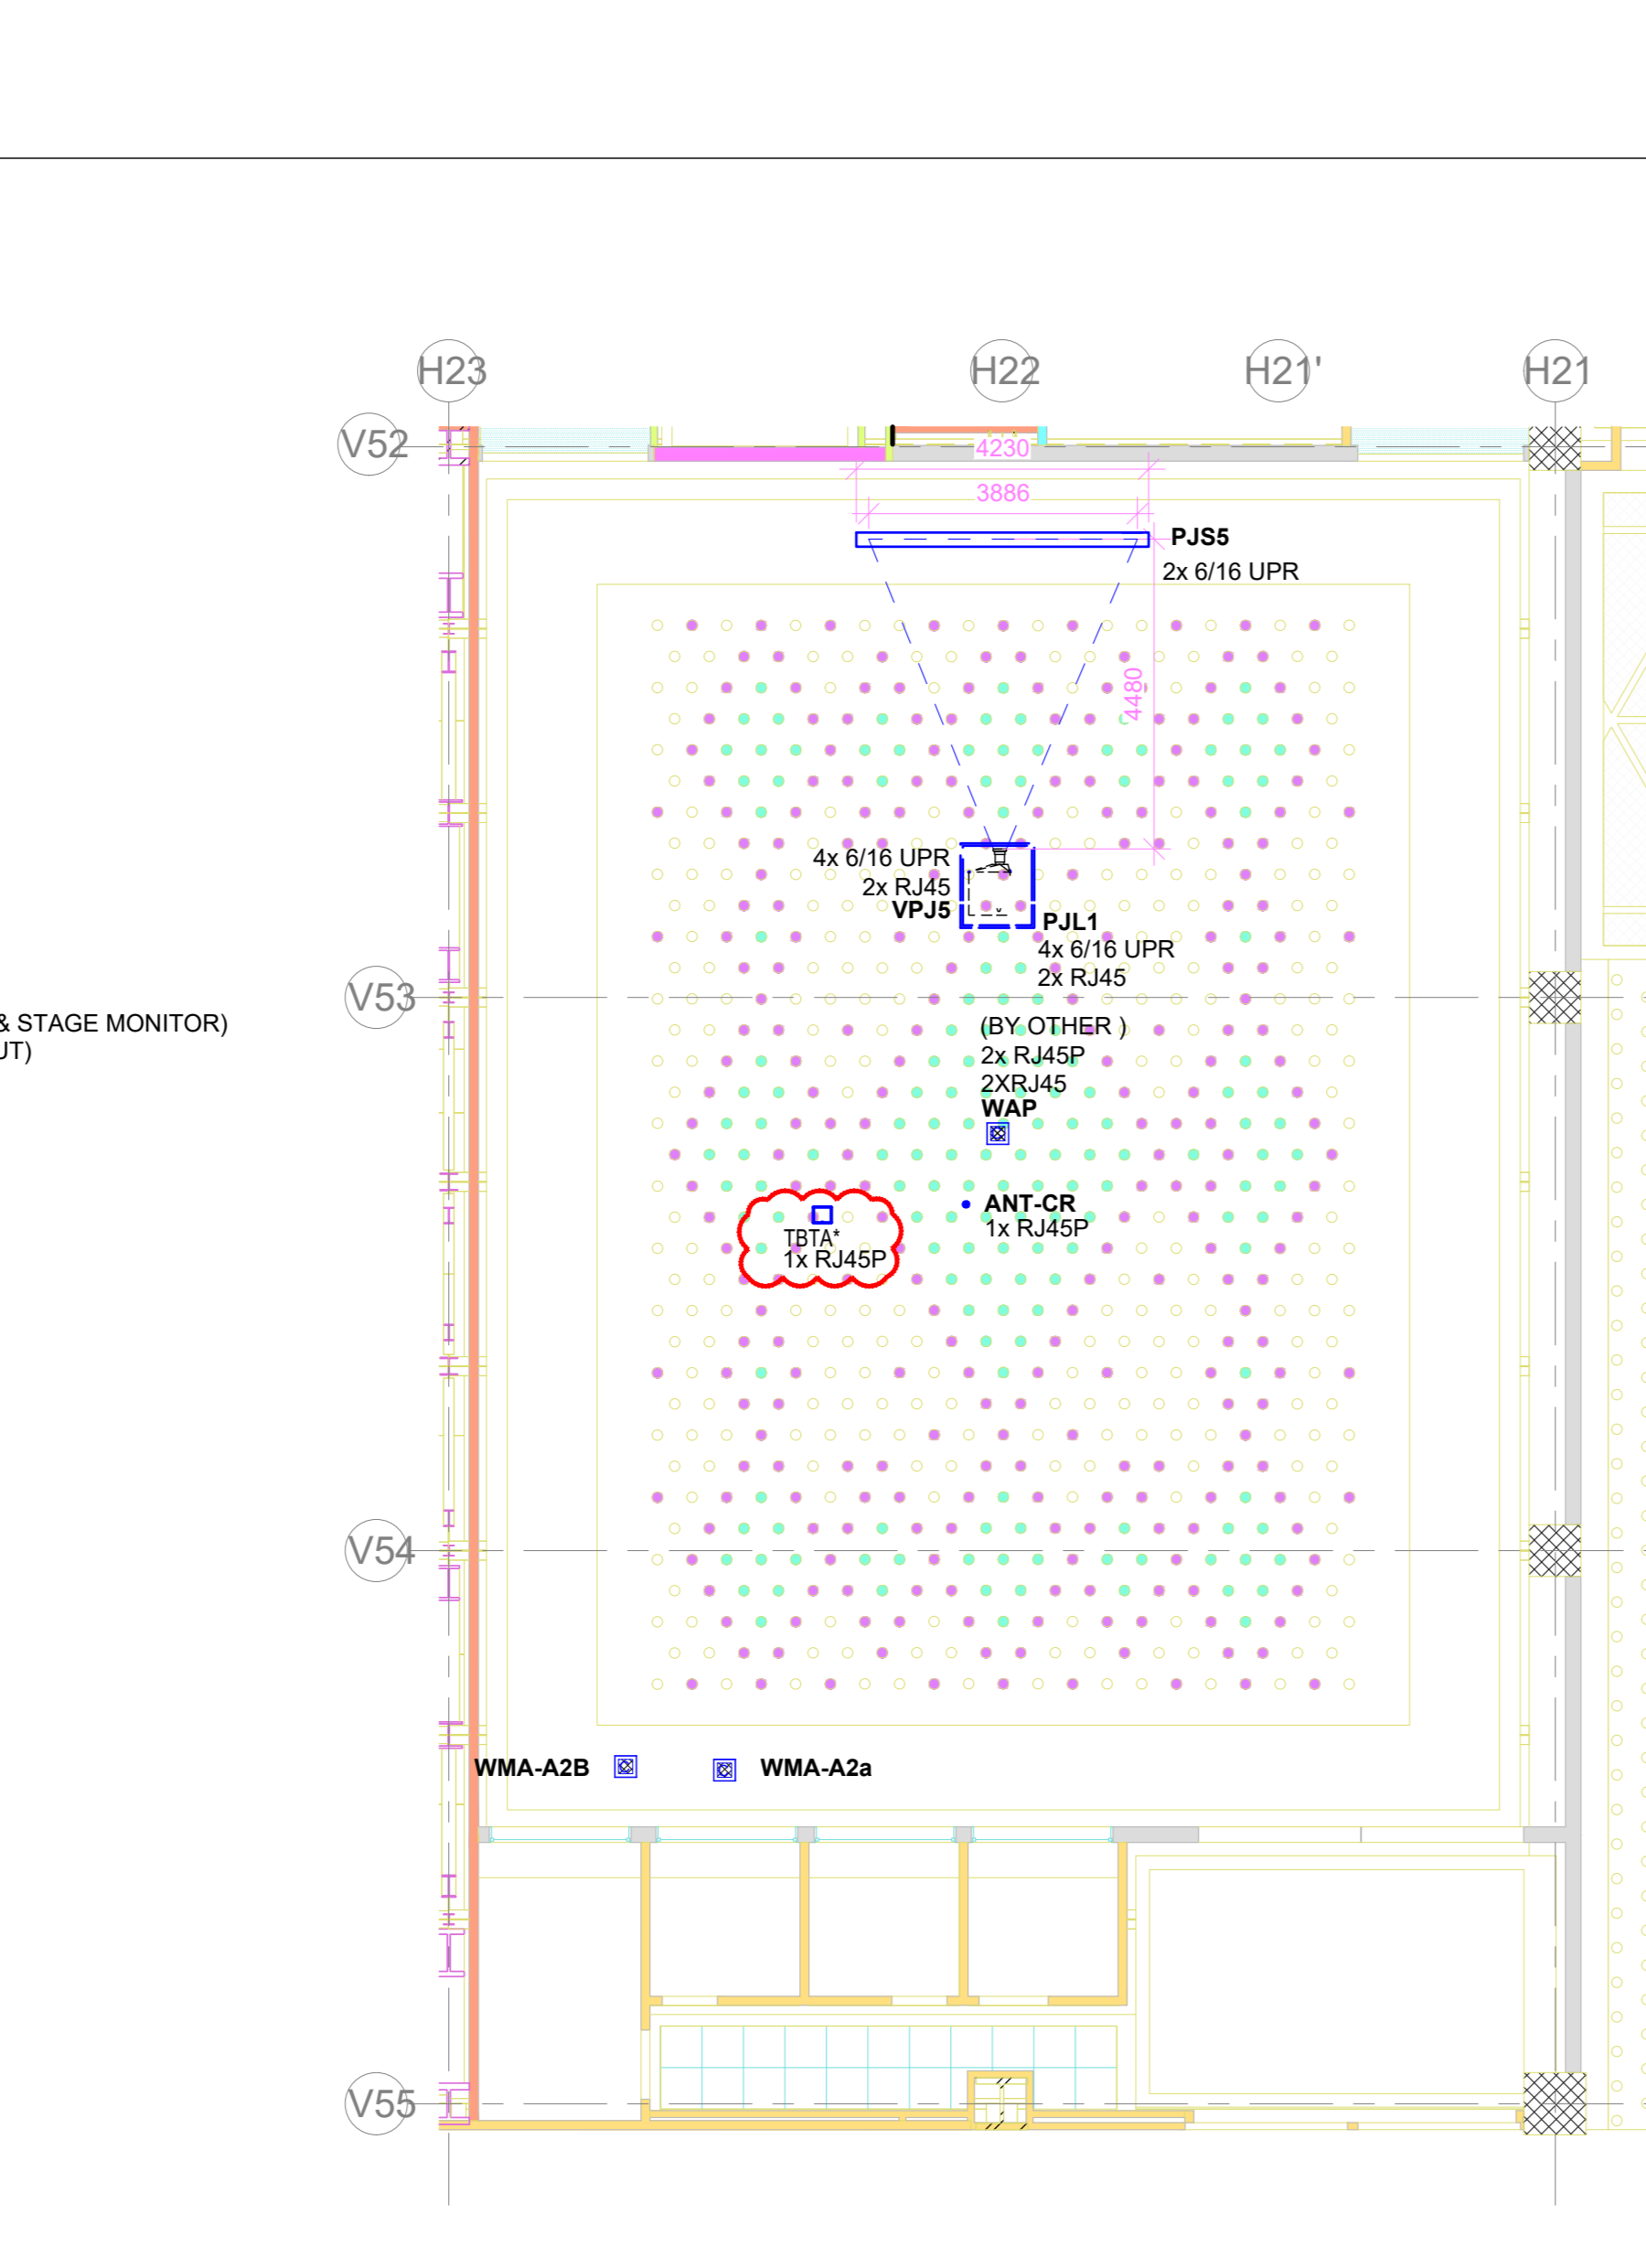 H23
H22
H21'
H21
V52
4230
3886
PJS5
2x 6/16 UPR
4480
4x 6/16 UPR
2x RJ45
VPJ5
PJL1
4x 6/16 UPR
2x RJ45
V53
& STAGE MONITOR)
UT)
(BY OTHER )
2x RJ45P
2XRJ45
WAP
ANT-CR
1x RJ45P
TBTA*
1x RJ45P
V54
WMA-A2B
WMA-A2a
V55